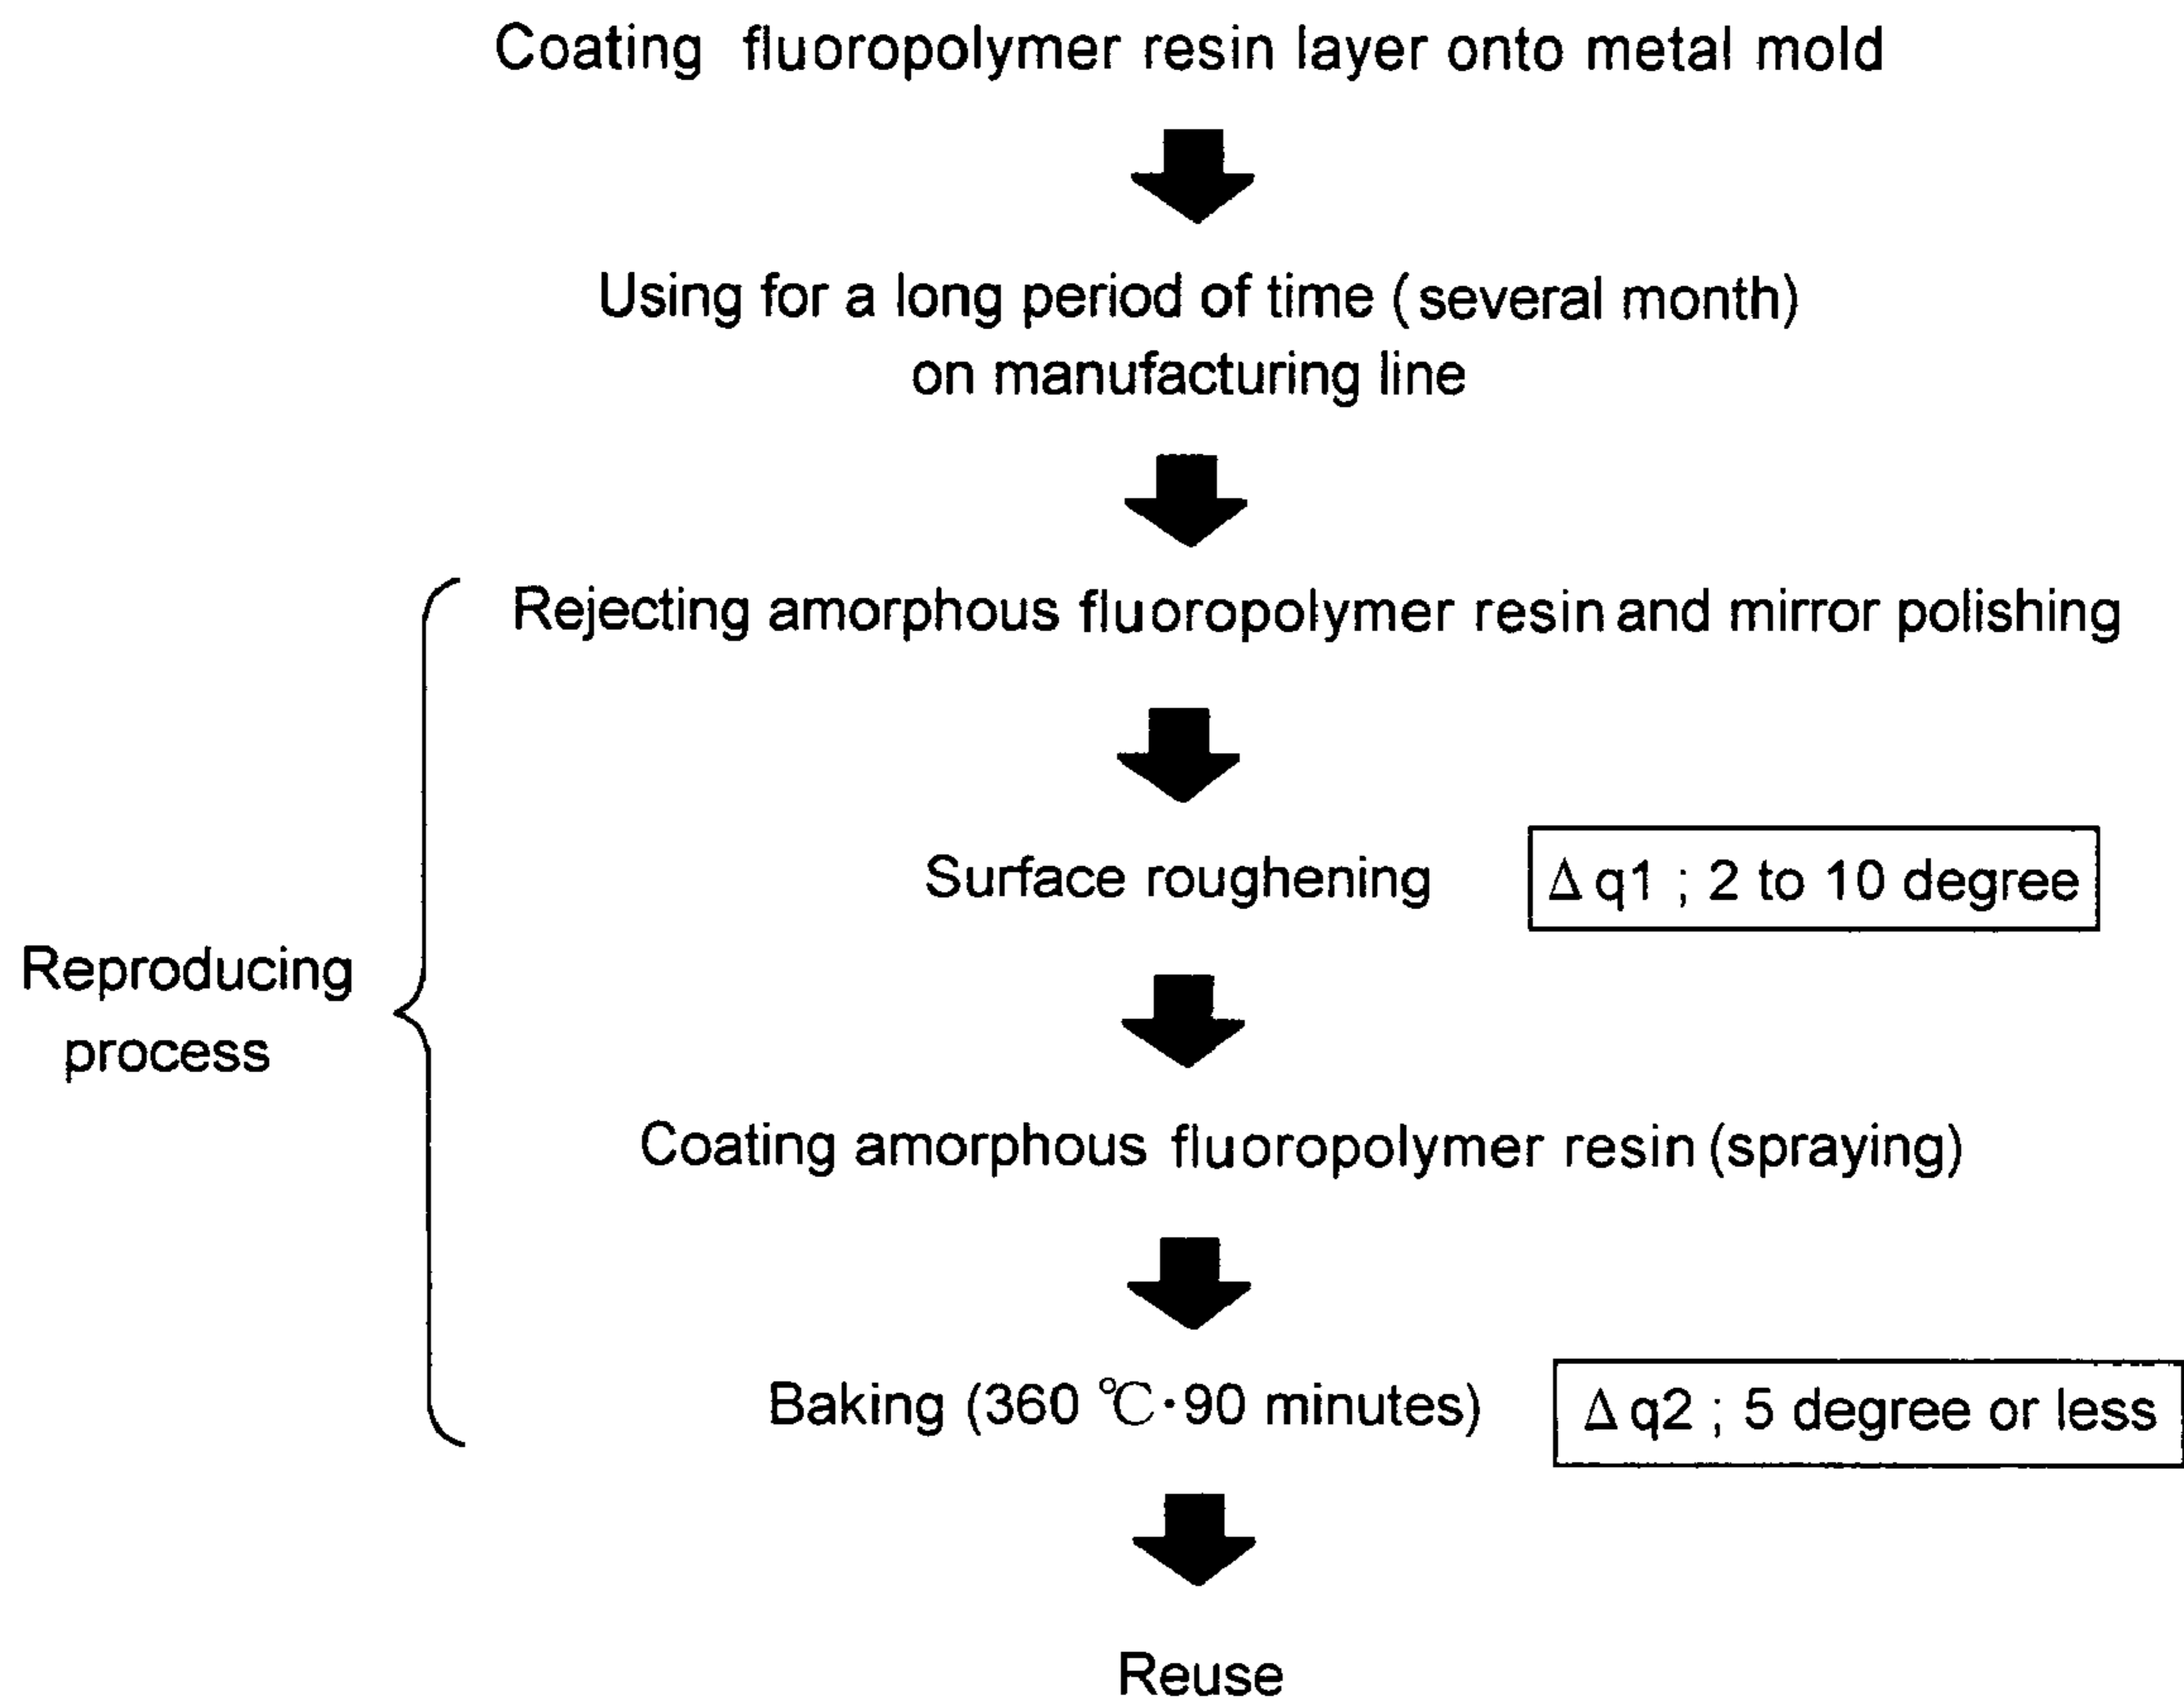 Coating fluoropolymer resin layer onto metal mold
Using for a long period of time (several month)
on manufacturing line
Rejecting amorphous fluoropolymer resin and mirror polishing
Surface roughening
Δq1 ; 2 to 10 degree
Reproducing
process
Coating amorphous fluoropolymer resin (spraying)
Baking (360 ℃・90 minutes)
Δq2 ; 5 degree or less
Reuse